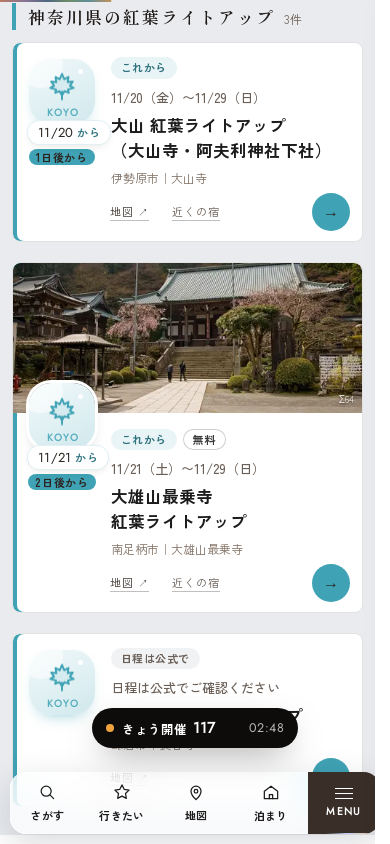 神奈川県の紅葉ライトアップ 3件
KOYO
11/20 から
1日後から
これから
11/20（金）〜11/29（日）
大山 紅葉ライトアップ
（大山寺・阿夫利神社下社）
伊勢原市｜大山寺
地図 ↗ 近くの宿
→
Σ64
KOYO
11/21 から
2日後から
これから 無料
11/21（土）〜11/29（日）
大雄山最乗寺
紅葉ライトアップ
南足柄市｜大雄山最乗寺
地図 ↗ 近くの宿
→
KOYO
日程は公式で
日程は公式でご確認ください
きょう開催 117 02:48
地図 ↗
さがす 行きたい 地図 泊まり MENU